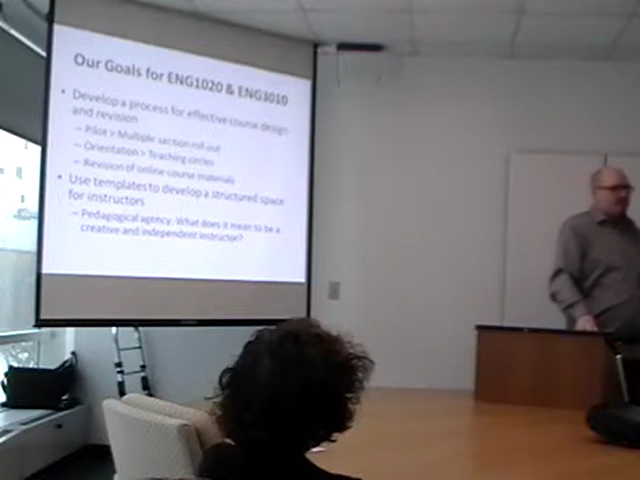 Our Goals for ENG1020 & ENG3010
• Develop a process for effective course design
and revision
– Pilot > Multiple section roll out
– Orientation > Teaching circles
– Revision of online course materials
• Use templates to develop a structured space
for instructors
– Pedagogical agency: What does it mean to be a
creative and independent instructor?